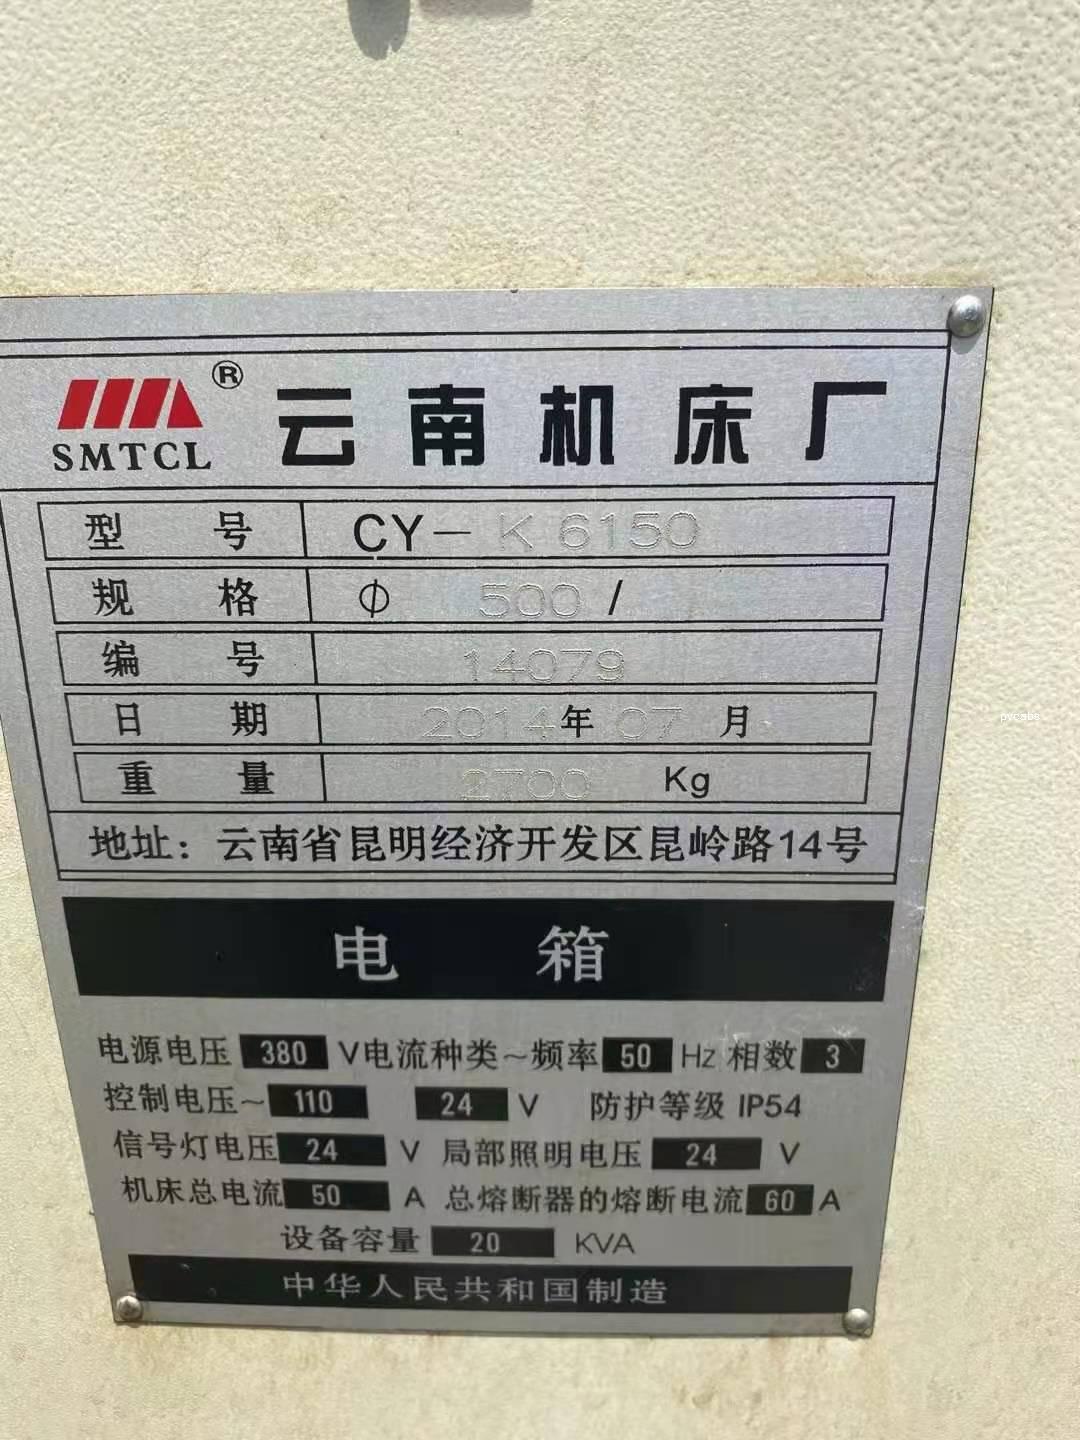 SMTCL® 云南机床厂
型号 CY-K6150
规格 Φ 500 /
编号 14079
日期 2014年07月
重量 2700 Kg
地址：云南省昆明经济开发区昆岭路14号
电箱
电源电压 380 V电流种类~频率 50 Hz 相数 3
控制电压~ 110 24 V 防护等级 IP54
信号灯电压 24 V 局部照明电压 24 V
机床总电流 50 A 总熔断器的熔断电流 60 A
设备容量 20 KVA
中华人民共和国制造
pycabs